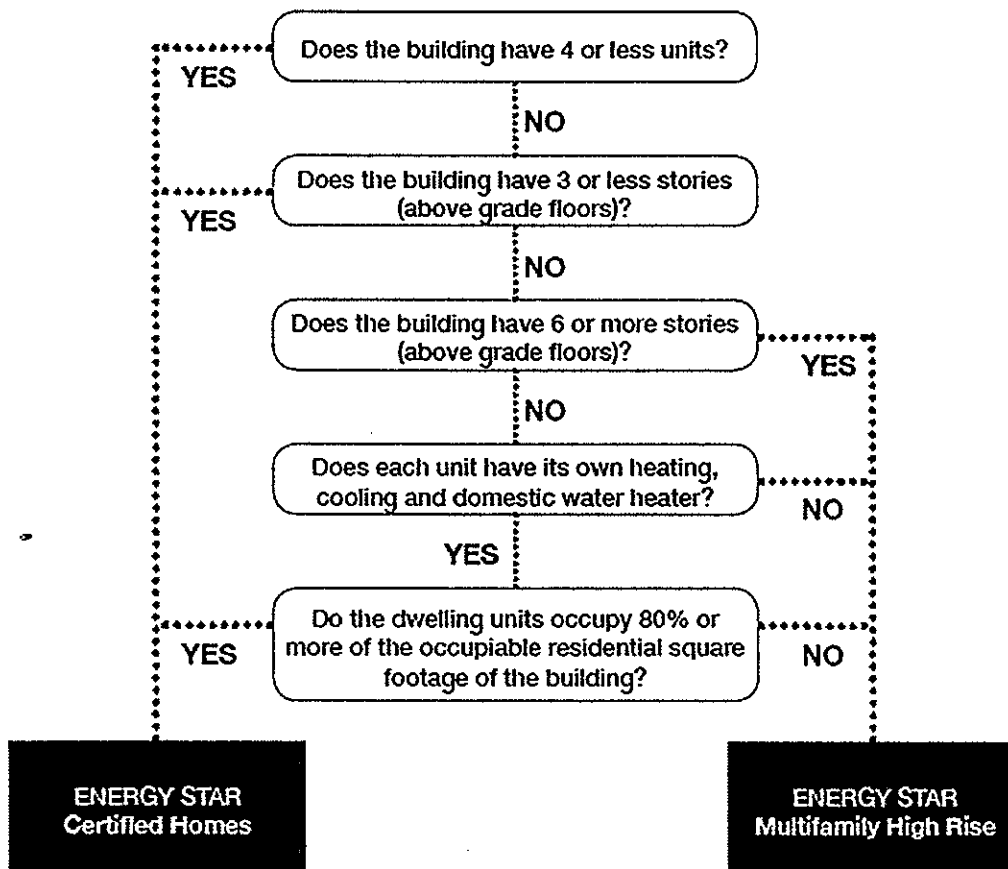 Does the building have 4 or less units?
YES
NO
Does the building have 3 or less stories
(above grade floors)?
YES
NO
Does the building have 6 or more stories
(above grade floors)?
YES
NO
Does each unit have its own heating,
cooling and domestic water heater?
NO
YES
Do the dwelling units occupy 80% or
more of the occupiable residential square
footage of the building?
YES
NO
ENERGY STAR
Certified Homes
ENERGY STAR
Multifamily High Rise